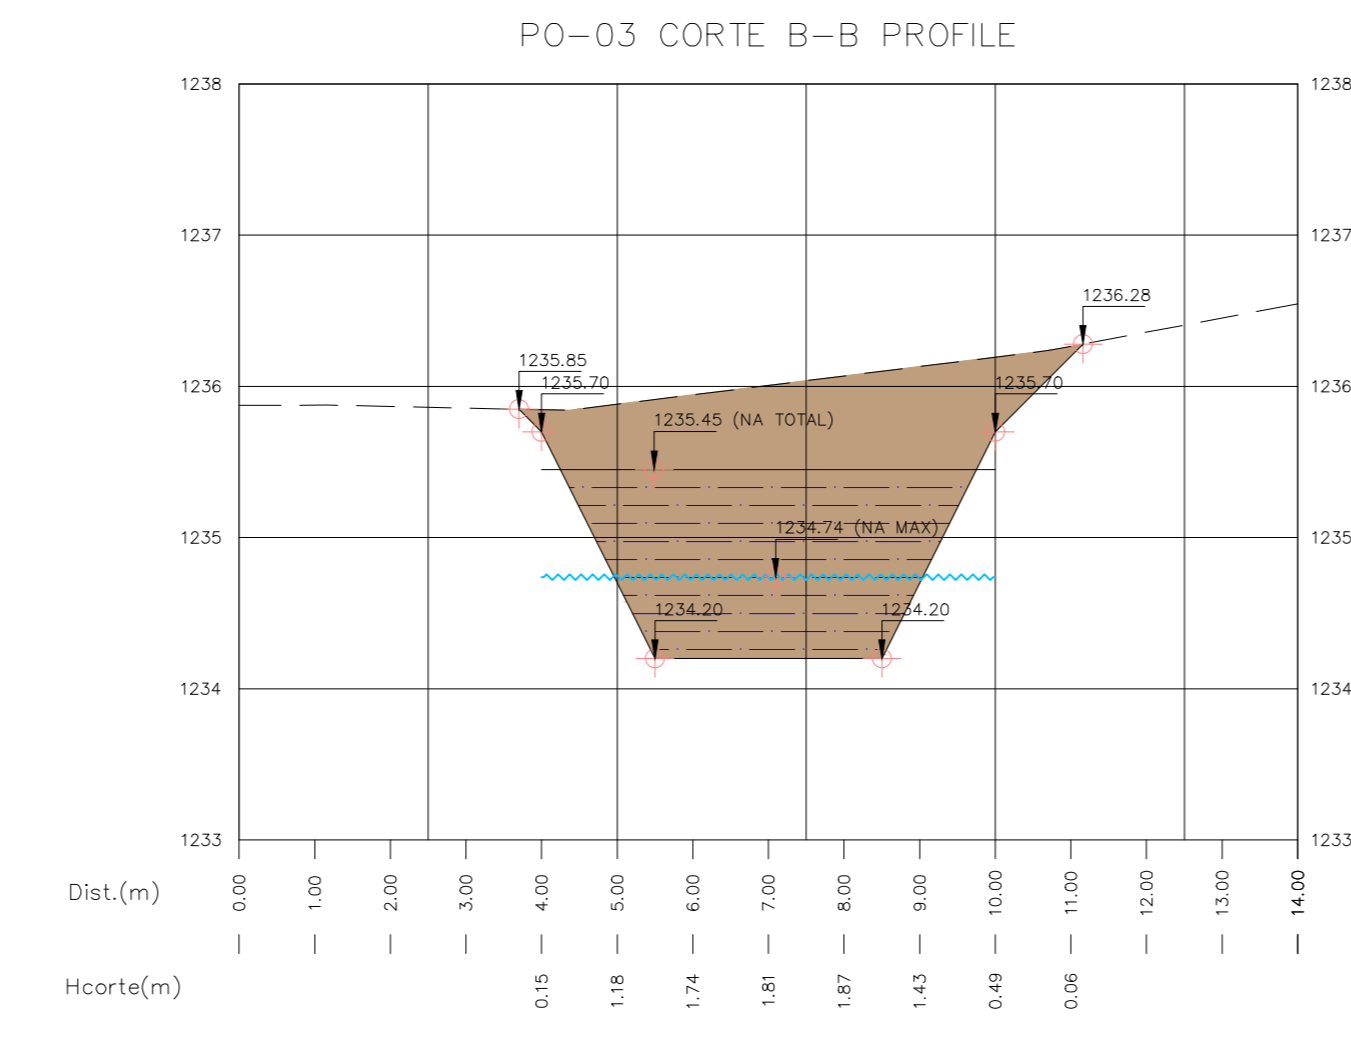 PO-03 CORTE B-B PROFILE
1238 1238
1237 1237
1236.28
1235.85
1235.70 1235.70
1236 1236
1235.45 (NA TOTAL)
1234.74 (NA MAX)
1235 1235
1234.20 1234.20
1234 1234
1233 1233
Dist.(m) 0.00 1.00 2.00 3.00 4.00 5.00 6.00 7.00 8.00 9.00 10.00 11.00 12.00 13.00 14.00
Hcorte(m) 0.15 1.18 1.74 1.81 1.87 1.43 0.49 0.06